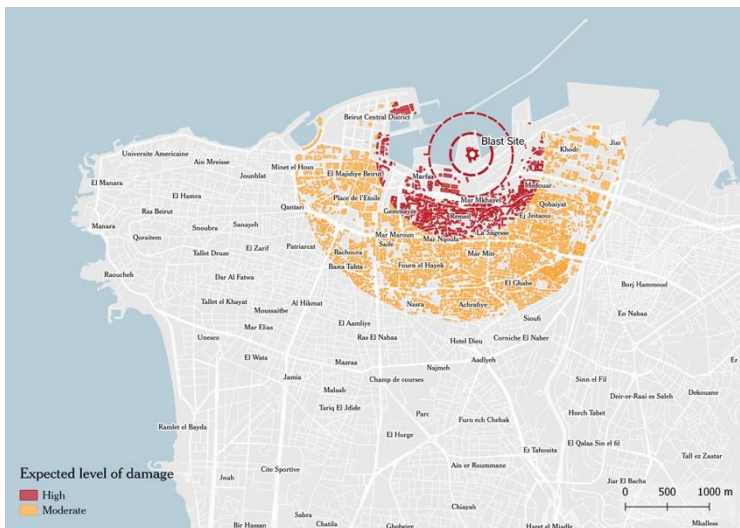 Beirut Central District
Blast Site
Universite Americaine
Ain Mreisse
Minet el Hosn
Khodr
Jisr
El Manara
Jounblat
El Majidiye Beirut
Marfaa
Medouar
El Hamra
Place de l'Etoile
Mar Mkhayel
Qobaiyat
Ras Beirut
Qantari
Gemmayze
Remeil
Ej Jeitaoui
Manara
Snoubra
Sanayeh
Mar Maroun
La Sagesse
Qoraitem
El Zarif
Patriarcat
Saife
Mar Nqoula
Raoucheh
Tallet Druze
Bachoura
Mar Mitr
Basta Tahta
Fourn el Hayek
Dar Al Fatwa
El Ghabe
Borj Hammoud
Tallet el Khayat
Al Hikmat
Nasra
Achrafiye
Moussaitbe
Sioufi
En Nabaa
Mar Elias
El Aamliye
Unesco
Ras El Nabaa
Hotel Dieu
Corniche El Naher
El Wata
Mazraa
Najmeh
Aadlyeh
Er
Jamia
Champ de courses
Sinn el Fil
Malaab
Deir-er-Raai es Saleh
Dekouane
Tariq El Jdide
Parc
Horch Tabet
Ramlet el Bayda
Furn ech Chebak
El Horge
El Qalaa Sin el fil
Et Tahouita
Tall ez Zaatar
Expected level of damage
Cite Sportive
Ain er Roummane
Jnah
Jiar El Bacha
High
Chiyah
0 500 1000 m
Moderate
Sabra
Bir Hassan
Chatila
Ghobeire
Mkalless